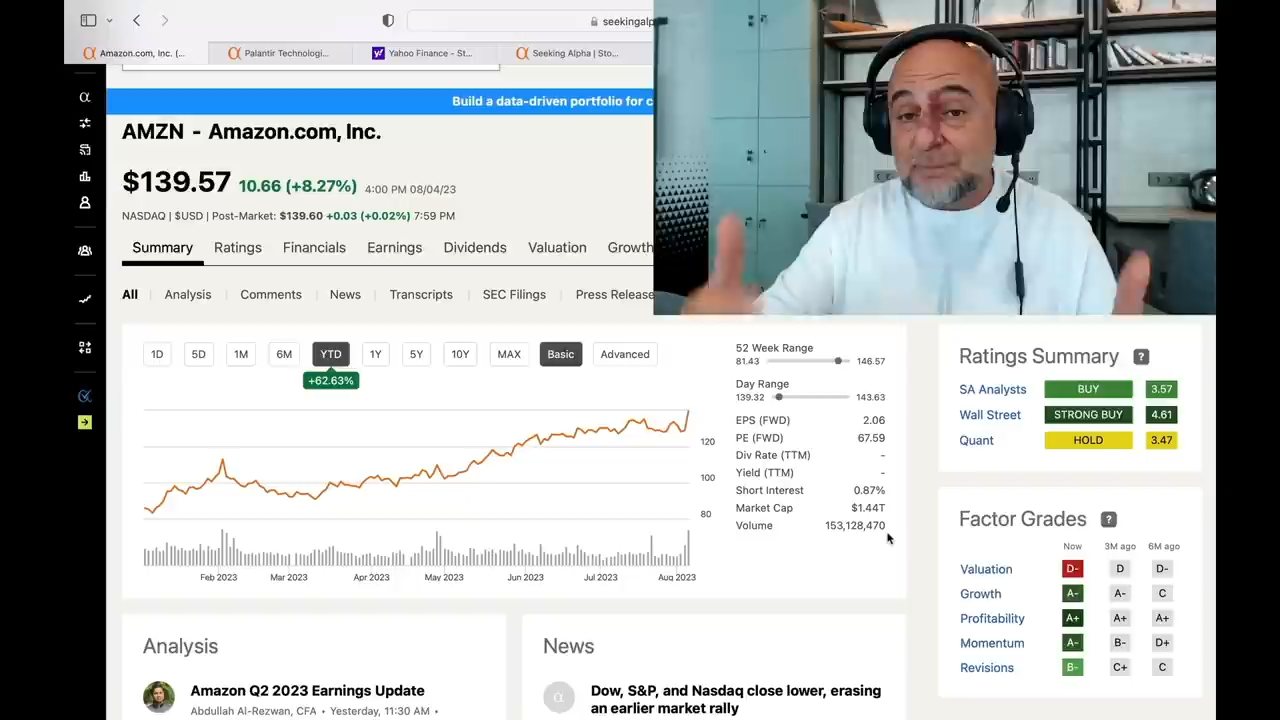 seekingalp
Amazon.com, Inc. (...
Palantir Technologi...
Yahoo Finance - St...
Seeking Alpha | Sto...
Build a data-driven portfolio for c
AMZN - Amazon.com, Inc.
$139.57 10.66 (+8.27%) 4:00 PM 08/04/23
NASDAQ | $USD | Post-Market: $139.60 +0.03 (+0.02%) 7:59 PM
Summary Ratings Financials Earnings Dividends Valuation Growth
All Analysis Comments News Transcripts SEC Filings Press Release
1D 5D 1M 6M YTD 1Y 5Y 10Y MAX Basic Advanced
+62.63%
120
100
80
Feb 2023 Mar 2023 Apr 2023 May 2023 Jun 2023 Jul 2023 Aug 2023
52 Week Range
81.43 146.57
Day Range
139.32 143.63
EPS (FWD) 2.06
PE (FWD) 67.59
Div Rate (TTM) -
Yield (TTM) -
Short Interest 0.87%
Market Cap $1.44T
Volume 153,128,470
Ratings Summary ?
SA Analysts BUY 3.57
Wall Street STRONG BUY 4.61
Quant HOLD 3.47
Factor Grades ?
Now 3M ago 6M ago
Valuation D- D D-
Growth A- A- C
Profitability A+ A+ A+
Momentum A- B- D+
Revisions B- C+ C
Analysis
Amazon Q2 2023 Earnings Update
Abdullah Al-Rezwan, CFA • Yesterday, 11:30 AM •
News
Dow, S&P, and Nasdaq close lower, erasing
an earlier market rally